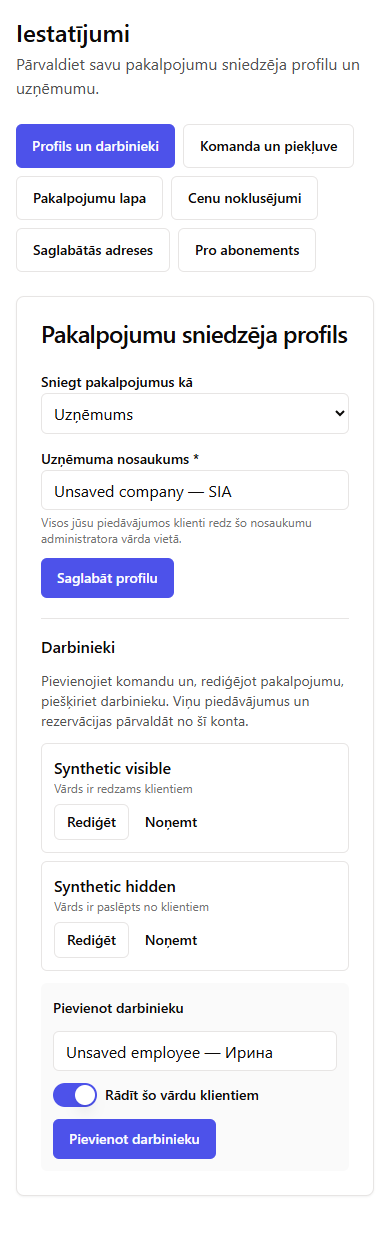 Iestatījumi
Pārvaldiet savu pakalpojumu sniedzēja profilu un
uzņēmumu.
Profils un darbinieki
Komanda un piekļuve
Pakalpojumu lapa
Cenu noklusējumi
Saglabātās adreses
Pro abonements
Pakalpojumu sniedzēja profils
Sniegt pakalpojumus kā
Uzņēmums
Uzņēmuma nosaukums *
Unsaved company — SIA
Visos jūsu piedāvājumos klienti redz šo nosaukumu
administratora vārda vietā.
Saglabāt profilu
Darbinieki
Pievienojiet komandu un, rediģējot pakalpojumu,
piešķiriet darbinieku. Viņu piedāvājumus un
rezervācijas pārvaldāt no šī konta.
Synthetic visible
Vārds ir redzams klientiem
Rediģēt
Noņemt
Synthetic hidden
Vārds ir paslēpts no klientiem
Rediģēt
Noņemt
Pievienot darbinieku
Unsaved employee — Ирина
Rādīt šo vārdu klientiem
Pievienot darbinieku